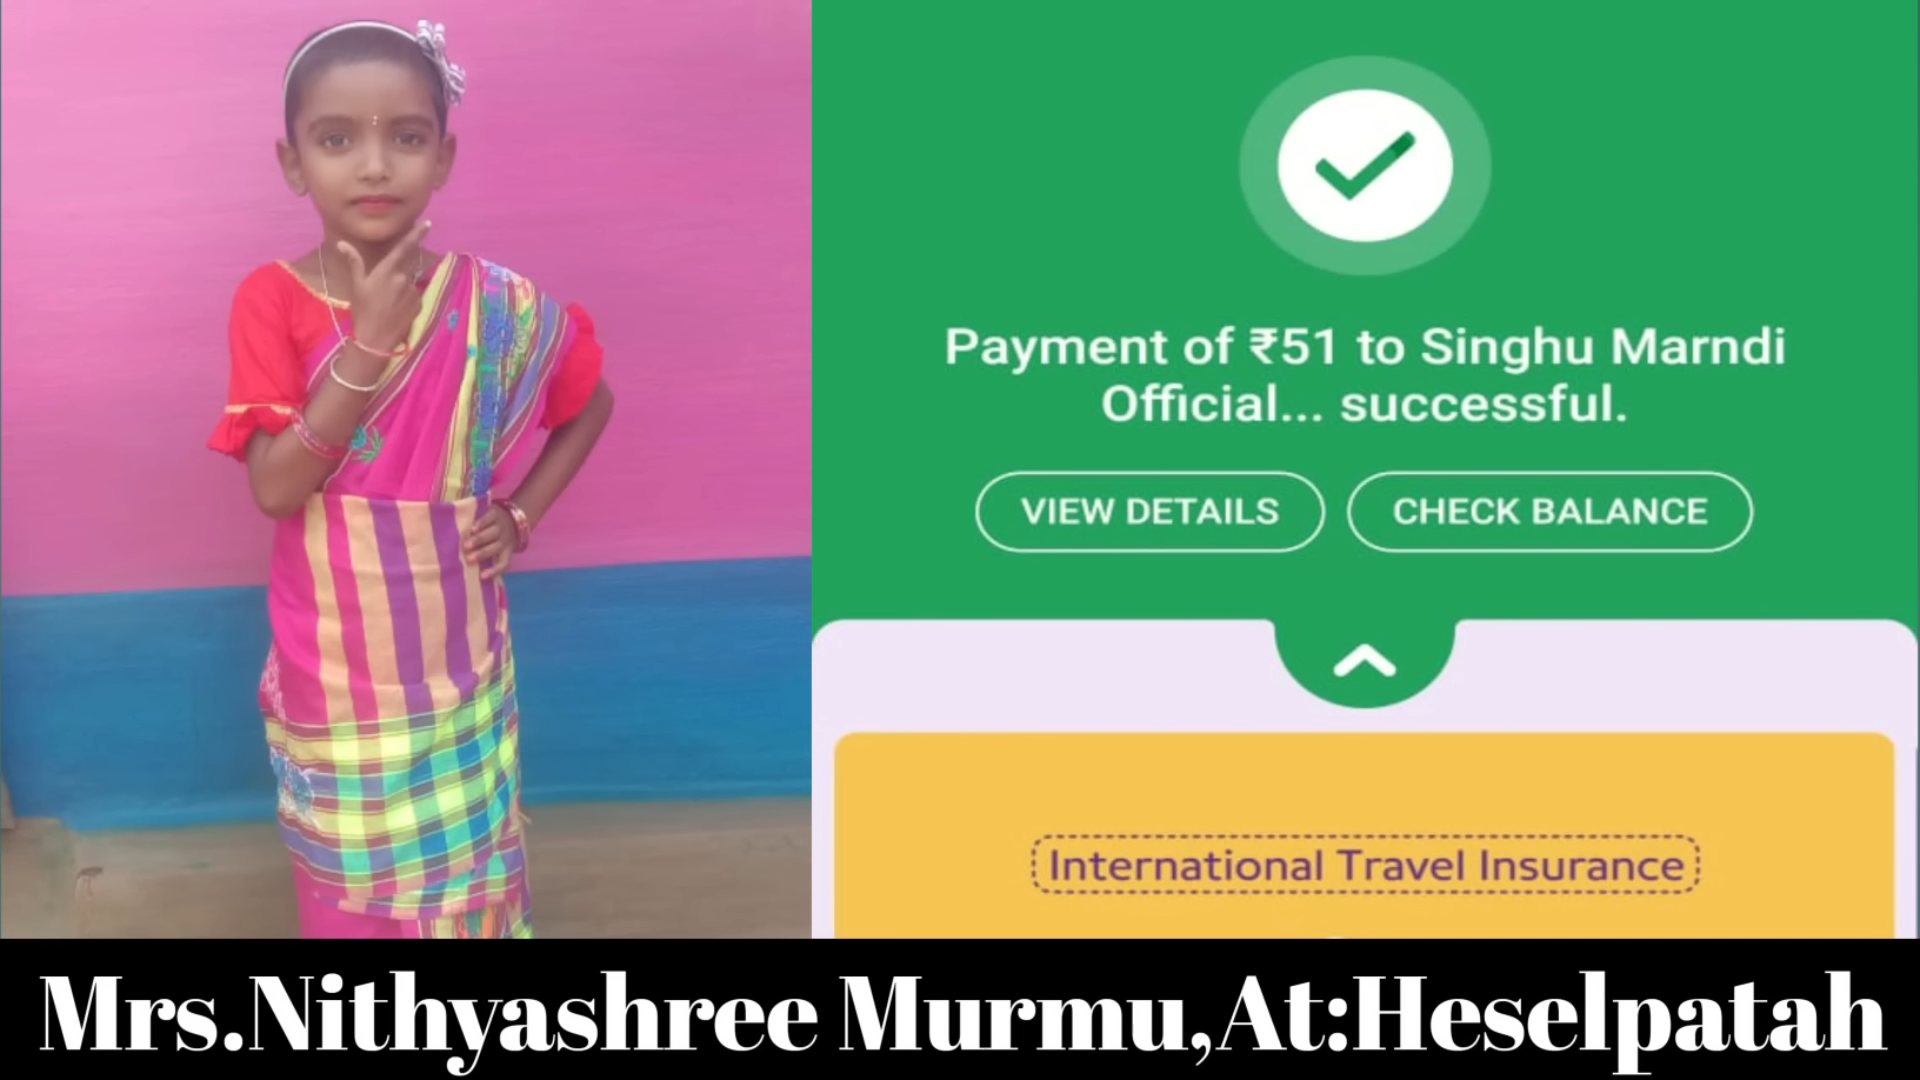 Payment of ₹51 to Singhu Marndi
Official... successful.
VIEW DETAILS
CHECK BALANCE
International Travel Insurance
Mrs.Nithyashree Murmu,At:Heselpatah